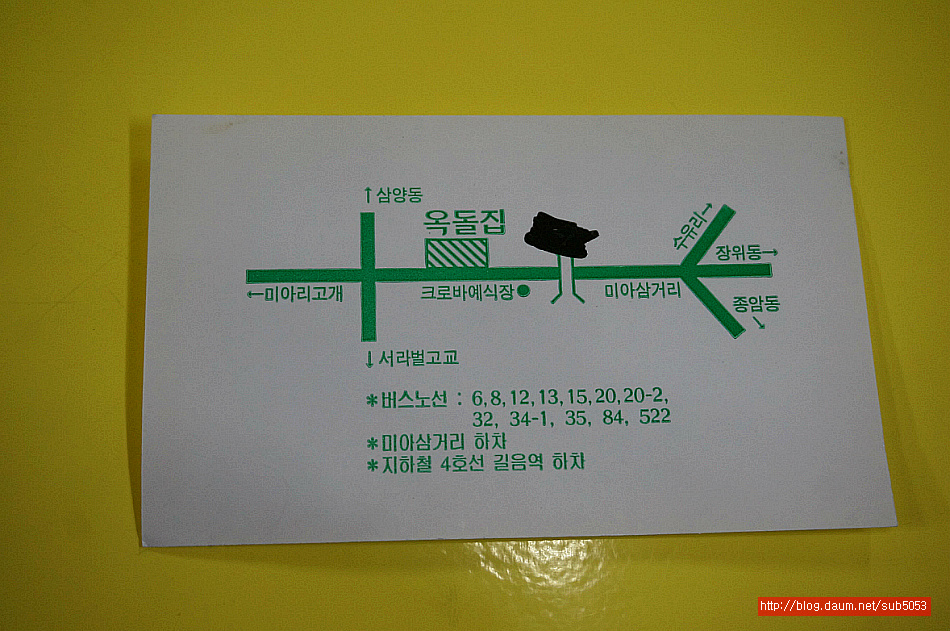 ↑삼양동
옥돌집
수유리→
장위동→
←미아리고개
크로바예식장
미아삼거리
종암동
↘
↓서라벌고교
*버스노선 : 6,8,12,13,15,20,20-2,
32, 34-1, 35, 84, 522
*미아삼거리 하차
*지하철 4호선 길음역 하차
http://blog.daum.net/sub5053